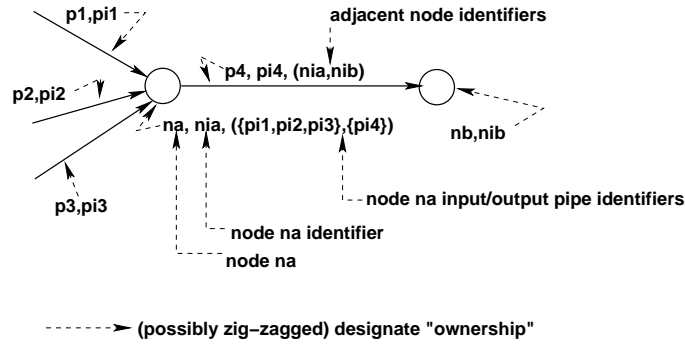 p1,pi1
adjacent node identifiers
p4, pi4, (nia,nib)
p2,pi2
na, nia, ({pi1,pi2,pi3},{pi4})
nb,nib
p3,pi3
node na input/output pipe identifiers
node na identifier
node na
(possibly zig−zagged) designate "ownership"